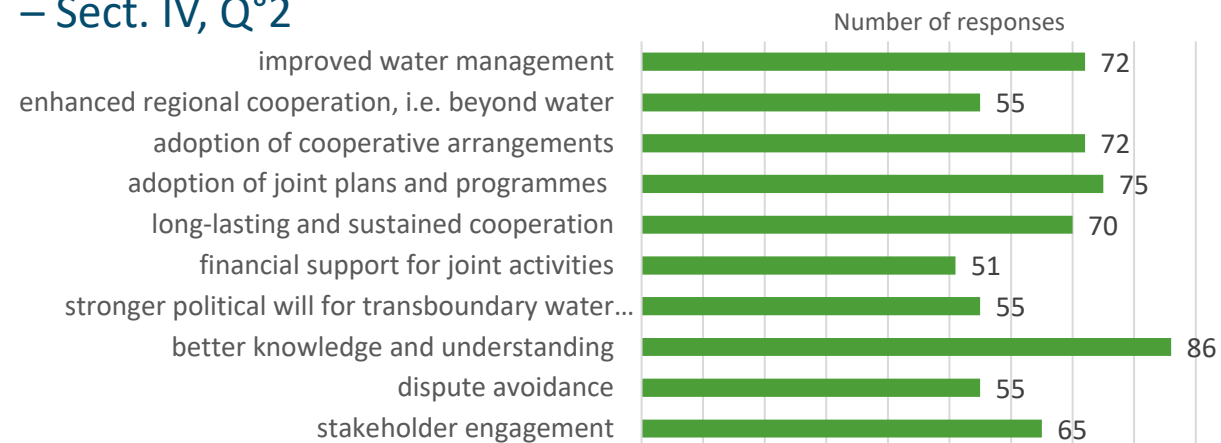 – Sect. IV, Q°2
Number of responses
improved water management 72
enhanced regional cooperation, i.e. beyond water 55
adoption of cooperative arrangements 72
adoption of joint plans and programmes 75
long-lasting and sustained cooperation 70
financial support for joint activities 51
stronger political will for transboundary water… 55
better knowledge and understanding 86
dispute avoidance 55
stakeholder engagement 65